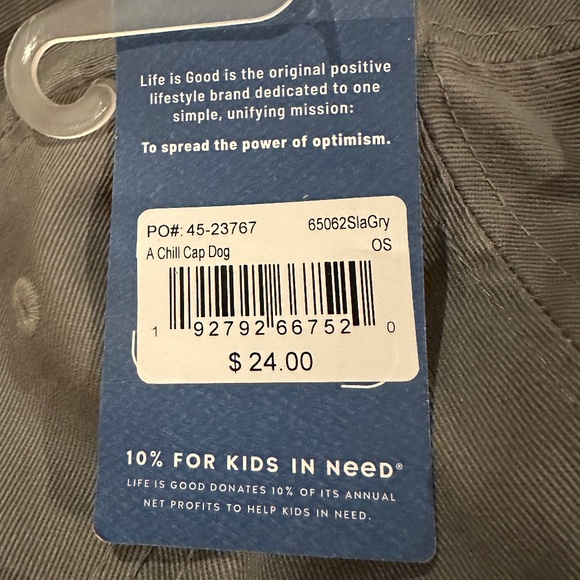 Life is Good is the original positive
lifestyle brand dedicated to one
simple, unifying mission:
To spread the power of optimism.
PO#: 45-23767 65062SlaGry
A Chill Cap Dog OS
1 92792 66752 0
$ 24.00
10% FOR KIDS IN NeeD®
LIFE IS GOOD DONATES 10% OF ITS ANNUAL
NET PROFITS TO HELP KIDS IN NEED.